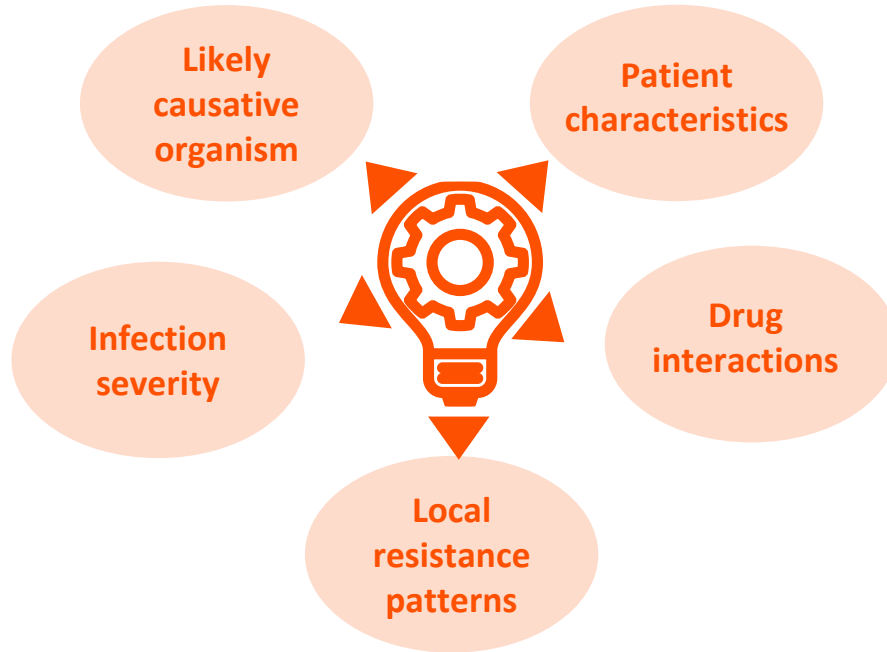 Likely
causative
organism
Patient
characteristics
Infection
severity
Drug
interactions
Local
resistance
patterns